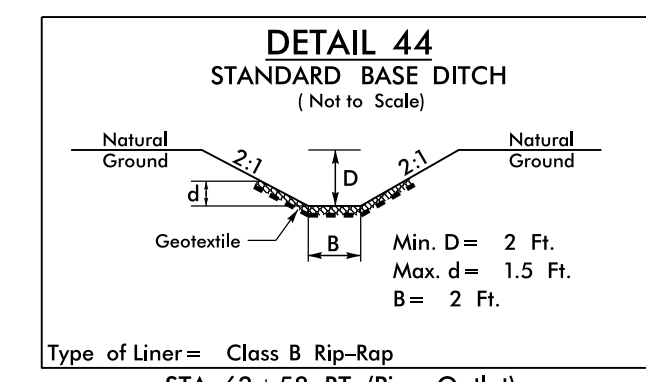 DETAIL 44
STANDARD BASE DITCH
(Not to Scale)
Natural
Ground
2:1
D
2:1
Natural
Ground
d
Geotextile
B
Min. D= 2 Ft.
Max. d= 1.5 Ft.
B= 2 Ft.
Type of Liner= Class B Rip-Rap